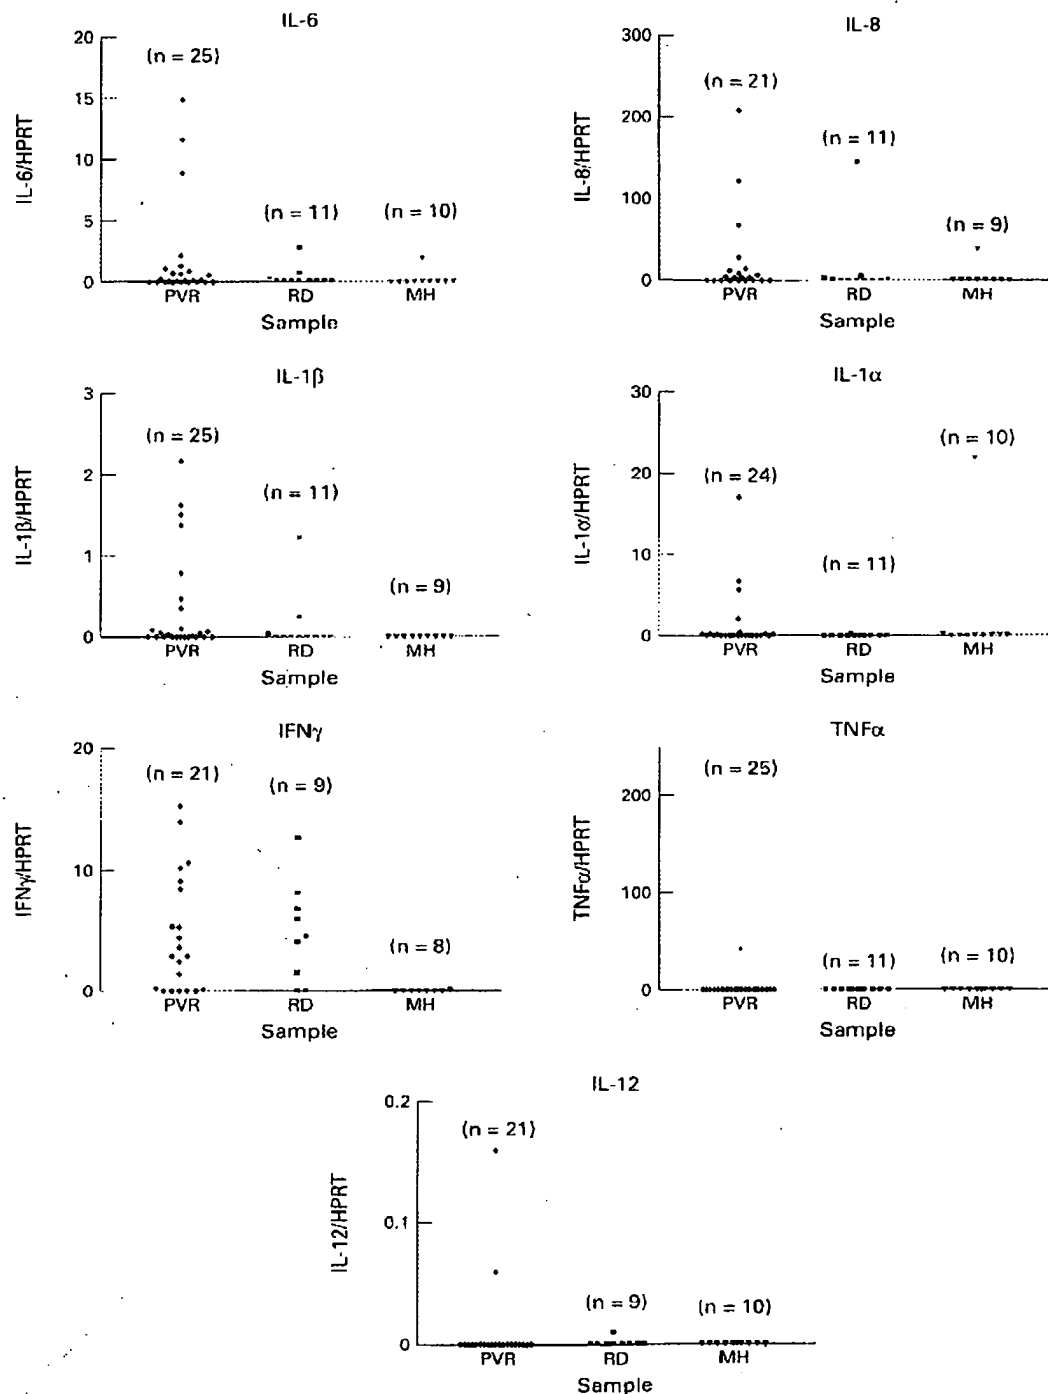 IL-6
20
(n = 25)
15
10
(n = 11)
(n = 10)
5
0
IL-6/HPRT
PVR
RD
MH
Sample
IL-8
300
(n = 21)
200
(n = 11)
100
(n = 9)
0
IL-8/HPRT
PVR
RD
MH
Sample
IL-1β
3
(n = 25)
2
(n = 11)
1
(n = 9)
0
IL-1β/HPRT
PVR
RD
MH
Sample
IL-1α
30
(n = 10)
20
(n = 24)
10
(n = 11)
0
IL-1α/HPRT
PVR
RD
MH
Sample
IFNγ
20
(n = 21)
(n = 9)
10
(n = 8)
0
IFNγ/HPRT
PVR
RD
MH
Sample
TNFα
(n = 25)
200
100
(n = 11)
(n = 10)
0
TNFα/HPRT
PVR
RD
MH
Sample
IL-12
0.2
(n = 21)
0.1
(n = 9)
(n = 10)
0
IL-12/HPRT
PVR
RD
MH
Sample